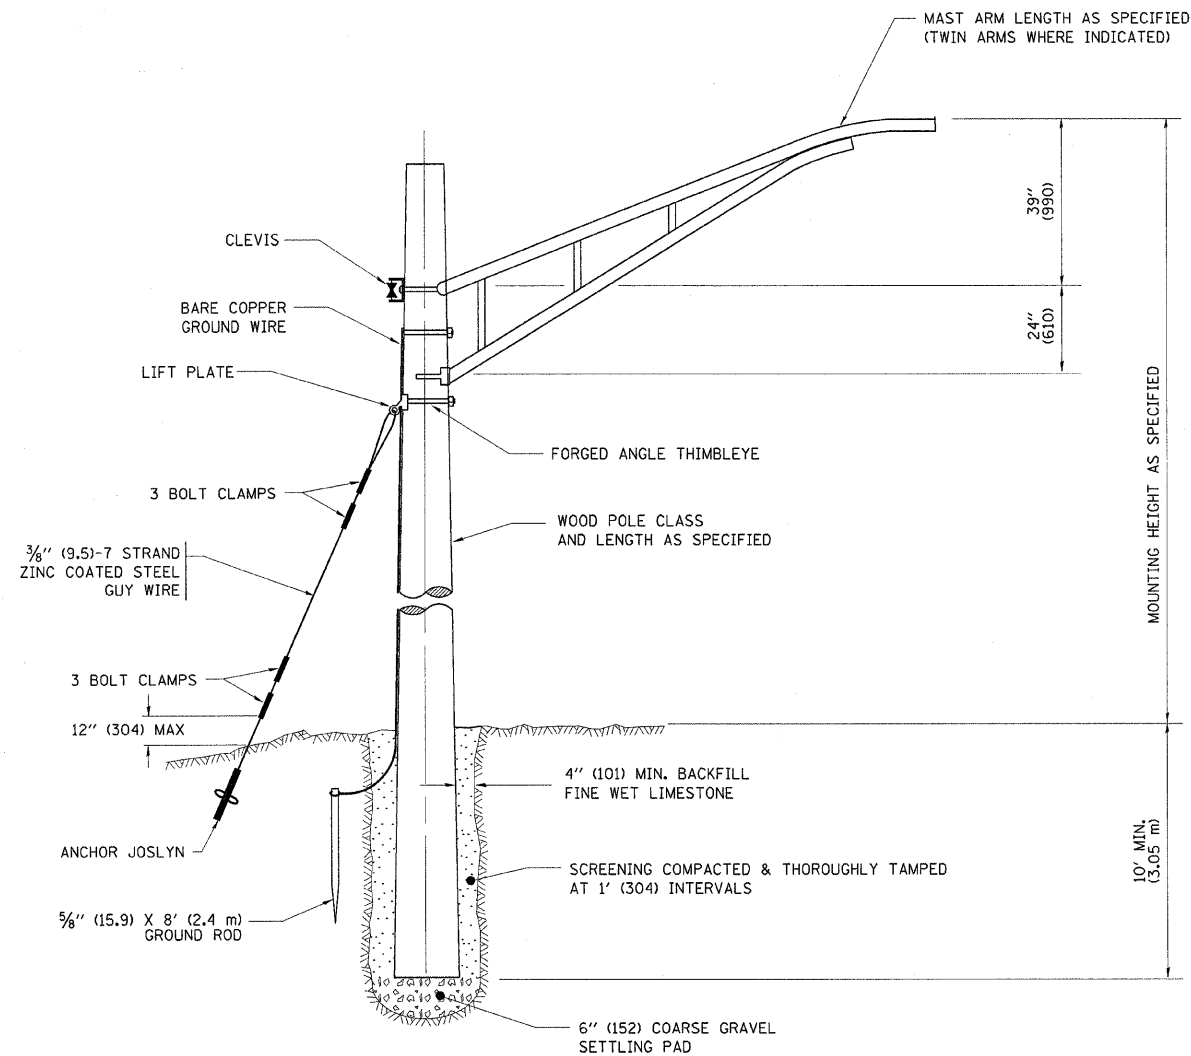 MAST ARM LENGTH AS SPECIFIED
(TWIN ARMS WHERE INDICATED)
39"
(990)
CLEVIS
BARE COPPER
GROUND WIRE
24"
(610)
LIFT PLATE
MOUNTING HEIGHT AS SPECIFIED
FORGED ANGLE THIMBLEYE
3 BOLT CLAMPS
WOOD POLE CLASS
AND LENGTH AS SPECIFIED
3/8" (9.5)-7 STRAND
ZINC COATED STEEL
GUY WIRE
3 BOLT CLAMPS
12" (304) MAX
4" (101) MIN. BACKFILL
FINE WET LIMESTONE
ANCHOR JOSLYN
10' MIN.
(3.05 m)
SCREENING COMPACTED & THOROUGHLY TAMPED
AT 1' (304) INTERVALS
5/8" (15.9) X 8' (2.4 m)
GROUND ROD
6" (152) COARSE GRAVEL
SETTLING PAD